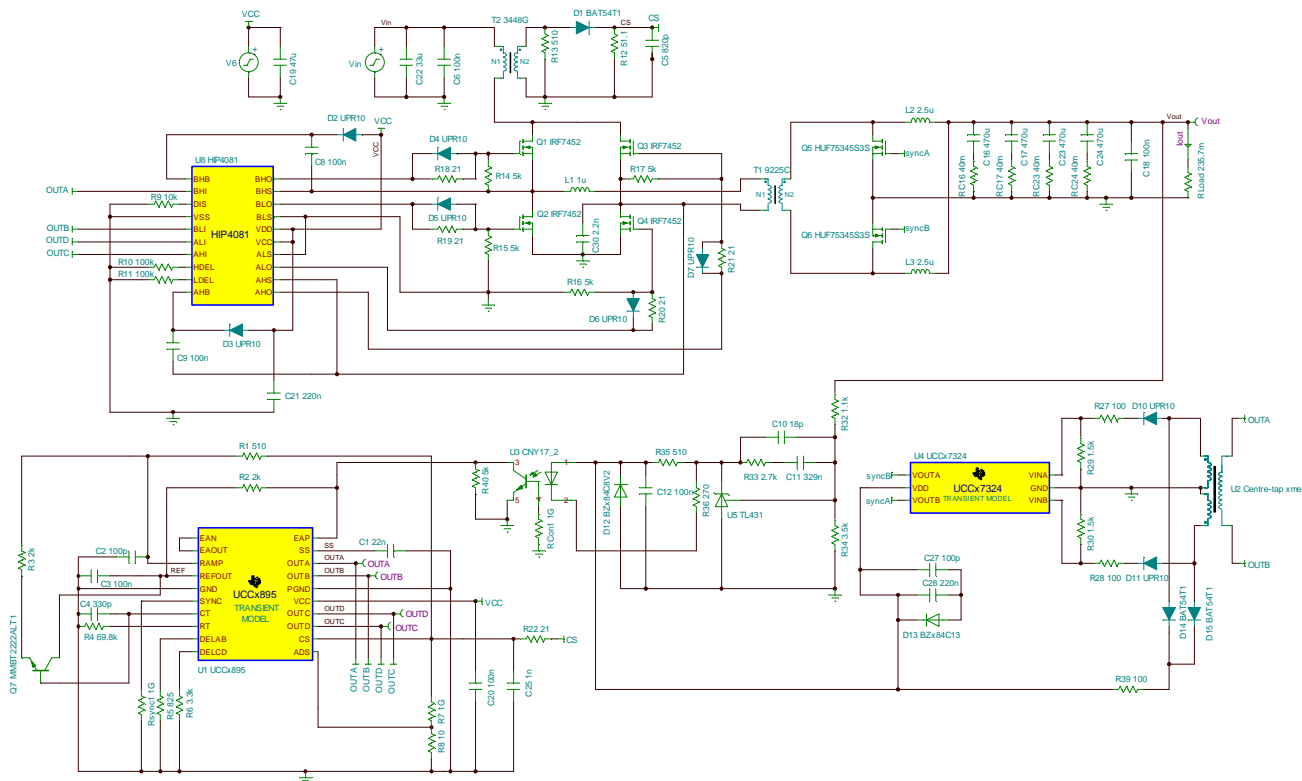 VCC
V6
C19 47u
Vin
Vin
C22 33u
C6 100n
T2 3448G
N1
N2
R13 510
D1 BAT54T1
CS
CS
R12 51.1
C5 820p
D2 UPR10
VCC
VCC
C8 100n
U8 HIP4081
HIP4081
BHB
BHI
DIS
VSS
BLI
ALI
AHI
HDEL
LDEL
AHB
BHO
BHS
BLO
BLS
VDD
VCC
ALS
ALO
AHS
AHO
OUTA
OUTB
OUTD
OUTC
R9 10k
R10 100k
R11 100k
D3 UPR10
C9 100n
C21 220n
D4 UPR10
R18 21
D5 UPR10
R19 21
R14 5k
R15 5k
Q1 IRF7452
Q2 IRF7452
Q3 IRF7452
Q4 IRF7452
R17 5k
L1 1u
C30 2.2n
R16 5k
D6 UPR10
R20 21
D7 UPR10
R21 21
T1 9225C
N1
N2
Q5
HUF75345S3S
syncA
Q6 HUF75345S3S
syncB
L2 2.5u
L3 2.5u
RC16 40m
C16 470u
RC17 40m
C17 470u
RC23 40m
C23 470u
RC24 40m
C24 470u
C18 100n
Vout
Vout
Iout
RLoad 235.7m
R1 510
R2 2k
R3 2k
C2 100p
C3 100n
REF
C4 330p
R4 69.8k
Q7 MMBT2222ALT1
Rsync1 1G
R5 825
R6 3.3k
UCCx895
TRANSIENT
MODEL
U1 UCCx895
EAN
EAOUT
RAMP
REFOUT
GND
SYNC
CT
RT
DELAB
DELCD
EAP
SS
OUTA
OUTB
PGND
VCC
OUTC
OUTD
CS
ADS
SS
C1 22n
OUTA
OUTA
OUTB
OUTB
VCC
OUTD
OUTD
OUTC
OUTC
OUTA
OUTB
OUTD
OUTC
R22 21
CS
R7 1G
R8 10
C20 100n
C25 1n
U3 CNY17_2
3
5
4
1
2
R40 5k
RCon1 1G
D12 BZx84C8V2
C12 100n
R35 510
R36 270
U5 TL431
C10 18p
R33 2.7k
C11 329n
R32 1.1k
R34 3.5k
U4 UCCx7324
UCCx7324
TRANSIENT MODEL
VOUTA
VDD
VOUTB
VINA
GND
VINB
syncB
syncA
C27 100p
C28 220n
D13 BZx84C13
R27 100
D10 UPR10
R29 1.5k
R30 1.5k
R28 100
D11 UPR10
D14 BAT54T1
D15 BAT54T1
R39 100
OUTA
U2 Centre-tap xme
OUTB